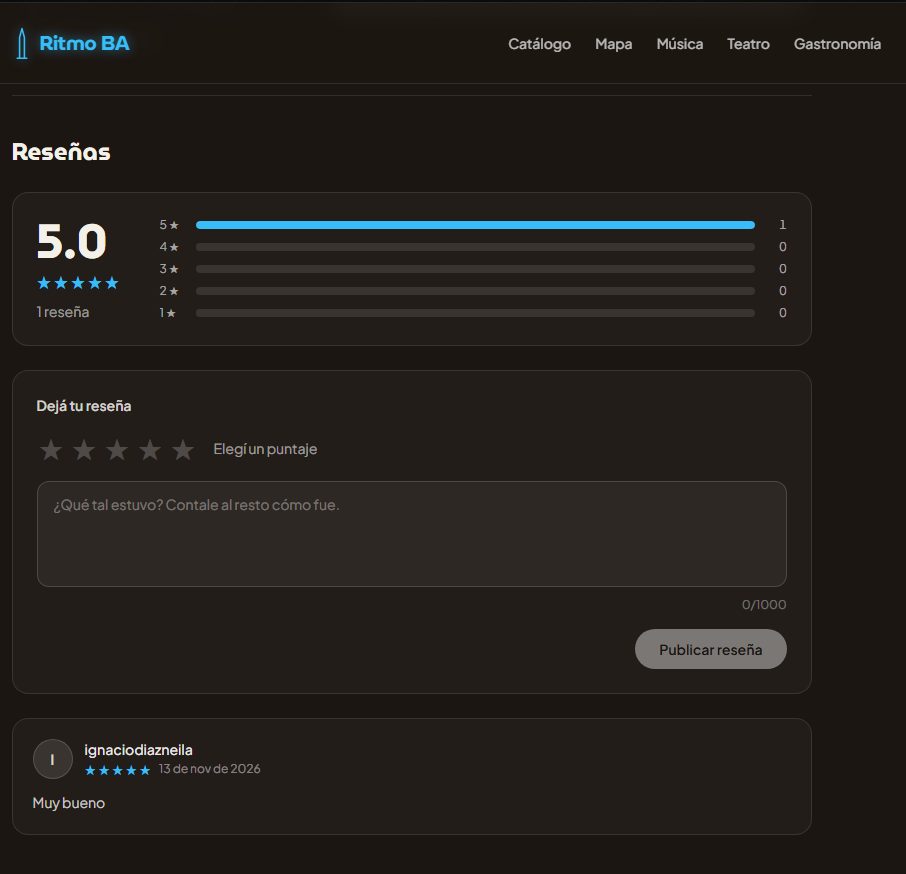 Ritmo BA
Catálogo Mapa Música Teatro Gastronomía
Reseñas
5.0
★★★★★
1 reseña
5 ★ 1
4 ★ 0
3 ★ 0
2 ★ 0
1 ★ 0
Dejá tu reseña
★ ★ ★ ★ ★ Elegí un puntaje
¿Qué tal estuvo? Contale al resto cómo fue.
0/1000
Publicar reseña
I
ignaciodiazneila
★★★★★ 13 de nov de 2026
Muy bueno